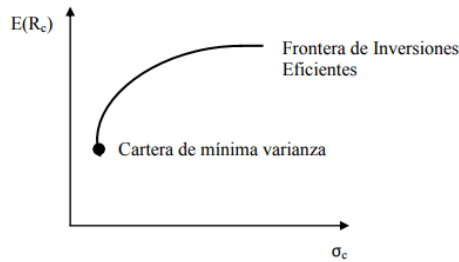 E(Rc)
Frontera de Inversiones
Eficientes
Cartera de mínima varianza
σc